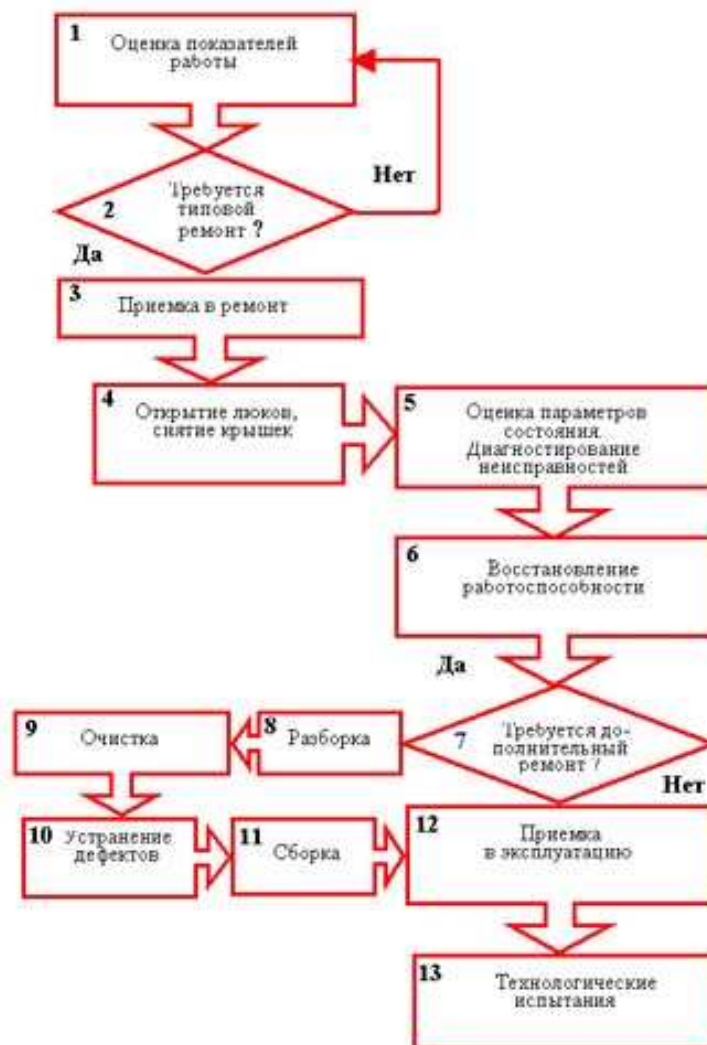 1
Оценка показателей
работы
Нет
2
Требуется
типовой
ремонт ?
Да
3
Приемка в ремонт
4
Открытие люков,
снятие крышек
5
Оценка параметров
состояния.
Диагностирование
неисправностей
6
Восстановление
работоспособности
Да
7
Требуется до-
полнительный
ремонт ?
Нет
8
Разборка
9
Очистка
10
Устранение
дефектов
11
Сборка
12
Приемка
в эксплуатацию
13
Технологические
испытания